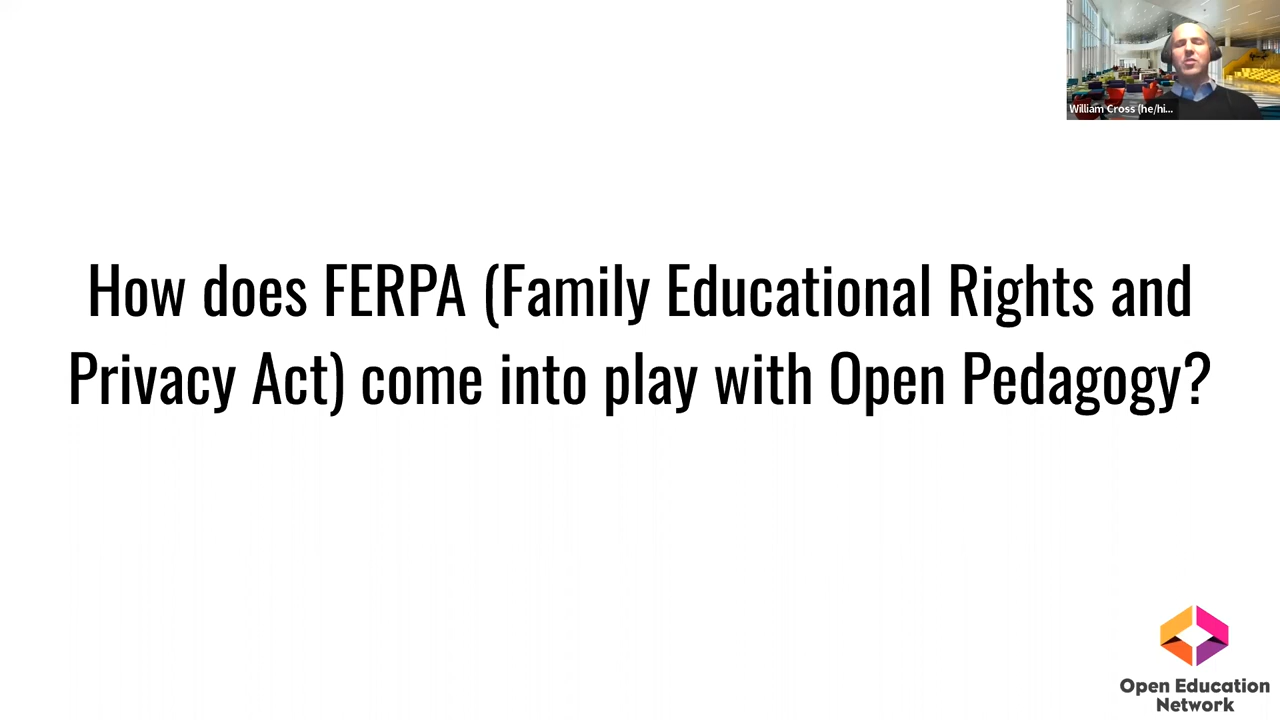 William Cross (he/hi...
How does FERPA (Family Educational Rights and
Privacy Act) come into play with Open Pedagogy?
Open Education
Network